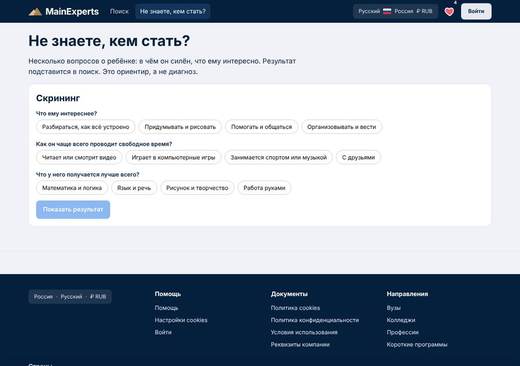 MainExperts
Поиск
Не знаете, кем стать?
Русский Россия ₽ RUB
4
Войти
Не знаете, кем стать?
Несколько вопросов о ребёнке: в чём он силён, что ему интересно. Результат
подставится в поиск. Это ориентир, а не диагноз.
Скрининг
Что ему интереснее?
Разбираться, как всё устроено
Придумывать и рисовать
Помогать и общаться
Организовывать и вести
Как он чаще всего проводит свободное время?
Читает или смотрит видео
Играет в компьютерные игры
Занимается спортом или музыкой
С друзьями
Что у него получается лучше всего?
Математика и логика
Язык и речь
Рисунок и творчество
Работа руками
Показать результат
Россия · Русский · ₽ RUB
Помощь
Помощь
Настройки cookies
Войти
Документы
Политика cookies
Политика конфиденциальности
Условия использования
Реквизиты компании
Направления
Вузы
Колледжи
Профессии
Короткие программы